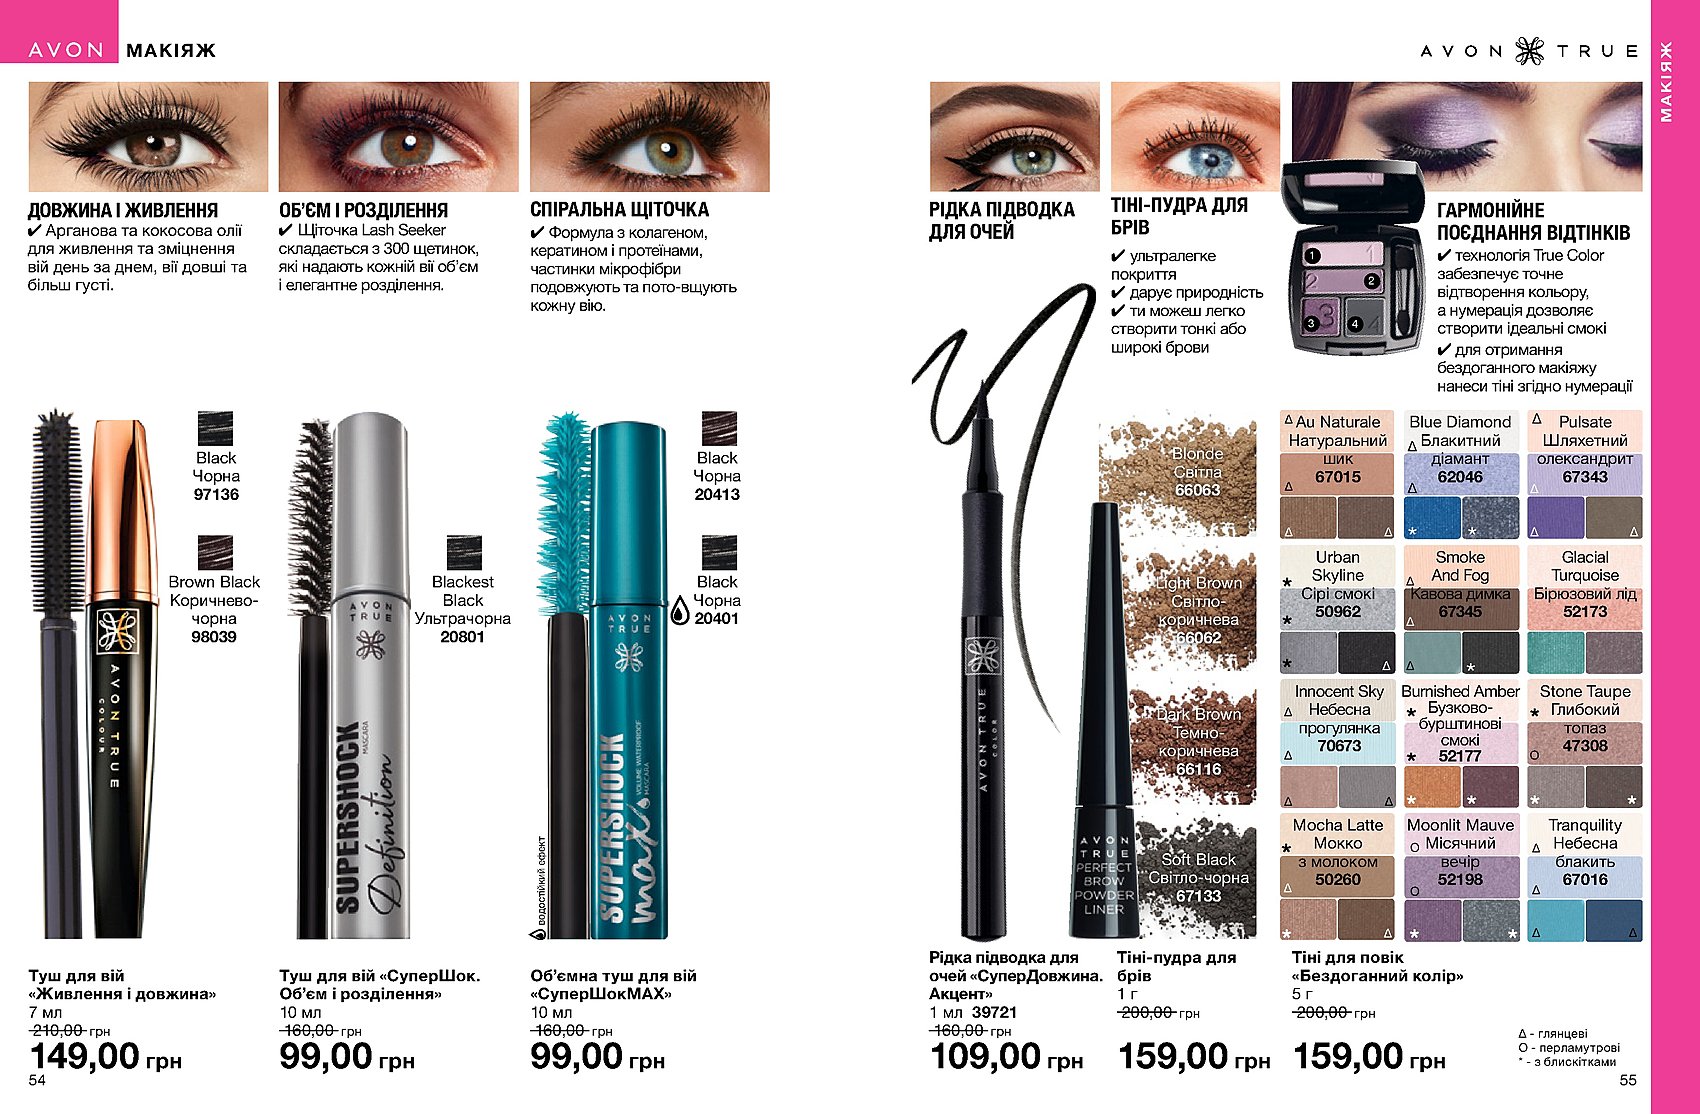 AVON МАКІЯЖ
AVON TRUE
МАКІЯЖ
ДОВЖИНА І ЖИВЛЕННЯ
✔ Арганова та кокосова олії
для живлення та зміцнення
вій день за днем, вії довші та
більш густі.
ОБ'ЄМ І РОЗДІЛЕННЯ
✔ Щіточка Lash Seeker
складається з 300 щетинок,
які надають кожній вії об'єм
і елегантне розділення.
СПІРАЛЬНА ЩІТОЧКА
✔ Формула з колагеном,
кератином і протеїнами,
частинки мікрофібри
подовжують та пото-вщують
кожну вію.
Black
Чорна
97136
Brown Black
Коричнево-
чорна
98039
AVON TRUE
COLOUR
Blackest
Black
Ультрачорна
20801
AVON
TRUE
SUPERSHOCK
Definition
MASCARA
Black
Чорна
20413
Black
Чорна
20401
AVON
TRUE
SUPERSHOCK
max
VOLUME WATERPROOF
MASCARA
водостійкий ефект
Туш для вій
«Живлення і довжина»
7 мл
210,00 грн
149,00 грн
Туш для вій «СуперШок.
Об'єм і розділення»
10 мл
160,00 грн
99,00 грн
Об'ємна туш для вій
«СуперШокMAX»
10 мл
160,00 грн
99,00 грн
54
РІДКА ПІДВОДКА
ДЛЯ ОЧЕЙ
ТІНІ-ПУДРА ДЛЯ
БРІВ
✔ ультралегке
покриття
✔ дарує природність
✔ ти можеш легко
створити тонкі або
широкі брови
ГАРМОНІЙНЕ
ПОЄДНАННЯ ВІДТІНКІВ
✔ технологія True Color
забезпечує точне
відтворення кольору,
а нумерація дозволяє
створити ідеальні смокі
✔ для отримання
бездоганного макіяжу
нанеси тіні згідно нумерації
1 1
2 2
3 3 4 4
AVON TRUE
COLOR
AVON
TRUE
PERFECT
BROW
POWDER
LINER
Blonde
Світла
66063
Light Brown
Світло-
коричнева
66062
Dark Brown
Темно-
коричнева
66116
Soft Black
Світло-чорна
67133
Au Naturale
Натуральний
шик
67015
Blue Diamond
Блакитний
діамант
62046
Pulsate
Шляхетний
олександрит
67343
Urban
Skyline
Сірі смокі
50962
Smoke
And Fog
Кавова димка
67345
Glacial
Turquoise
Бірюзовий лід
52173
Innocent Sky
Небесна
прогулянка
70673
Burnished Amber
Бузково-
бурштинові
смокі
52177
Stone Taupe
Глибокий
топаз
47308
Mocha Latte
Мокко
з молоком
50260
Moonlit Mauve
Місячний
вечір
52198
Tranquility
Небесна
блакить
67016
Рідка підводка для
очей «СуперДовжина.
Акцент»
1 мл 39721
160,00 грн
109,00 грн
Тіні-пудра для
брів
1 г
200,00 грн
159,00 грн
Тіні для повік
«Бездоганний колір»
5 г
200,00 грн
159,00 грн
Δ - глянцеві
О - перламутрові
* - з блискітками
55